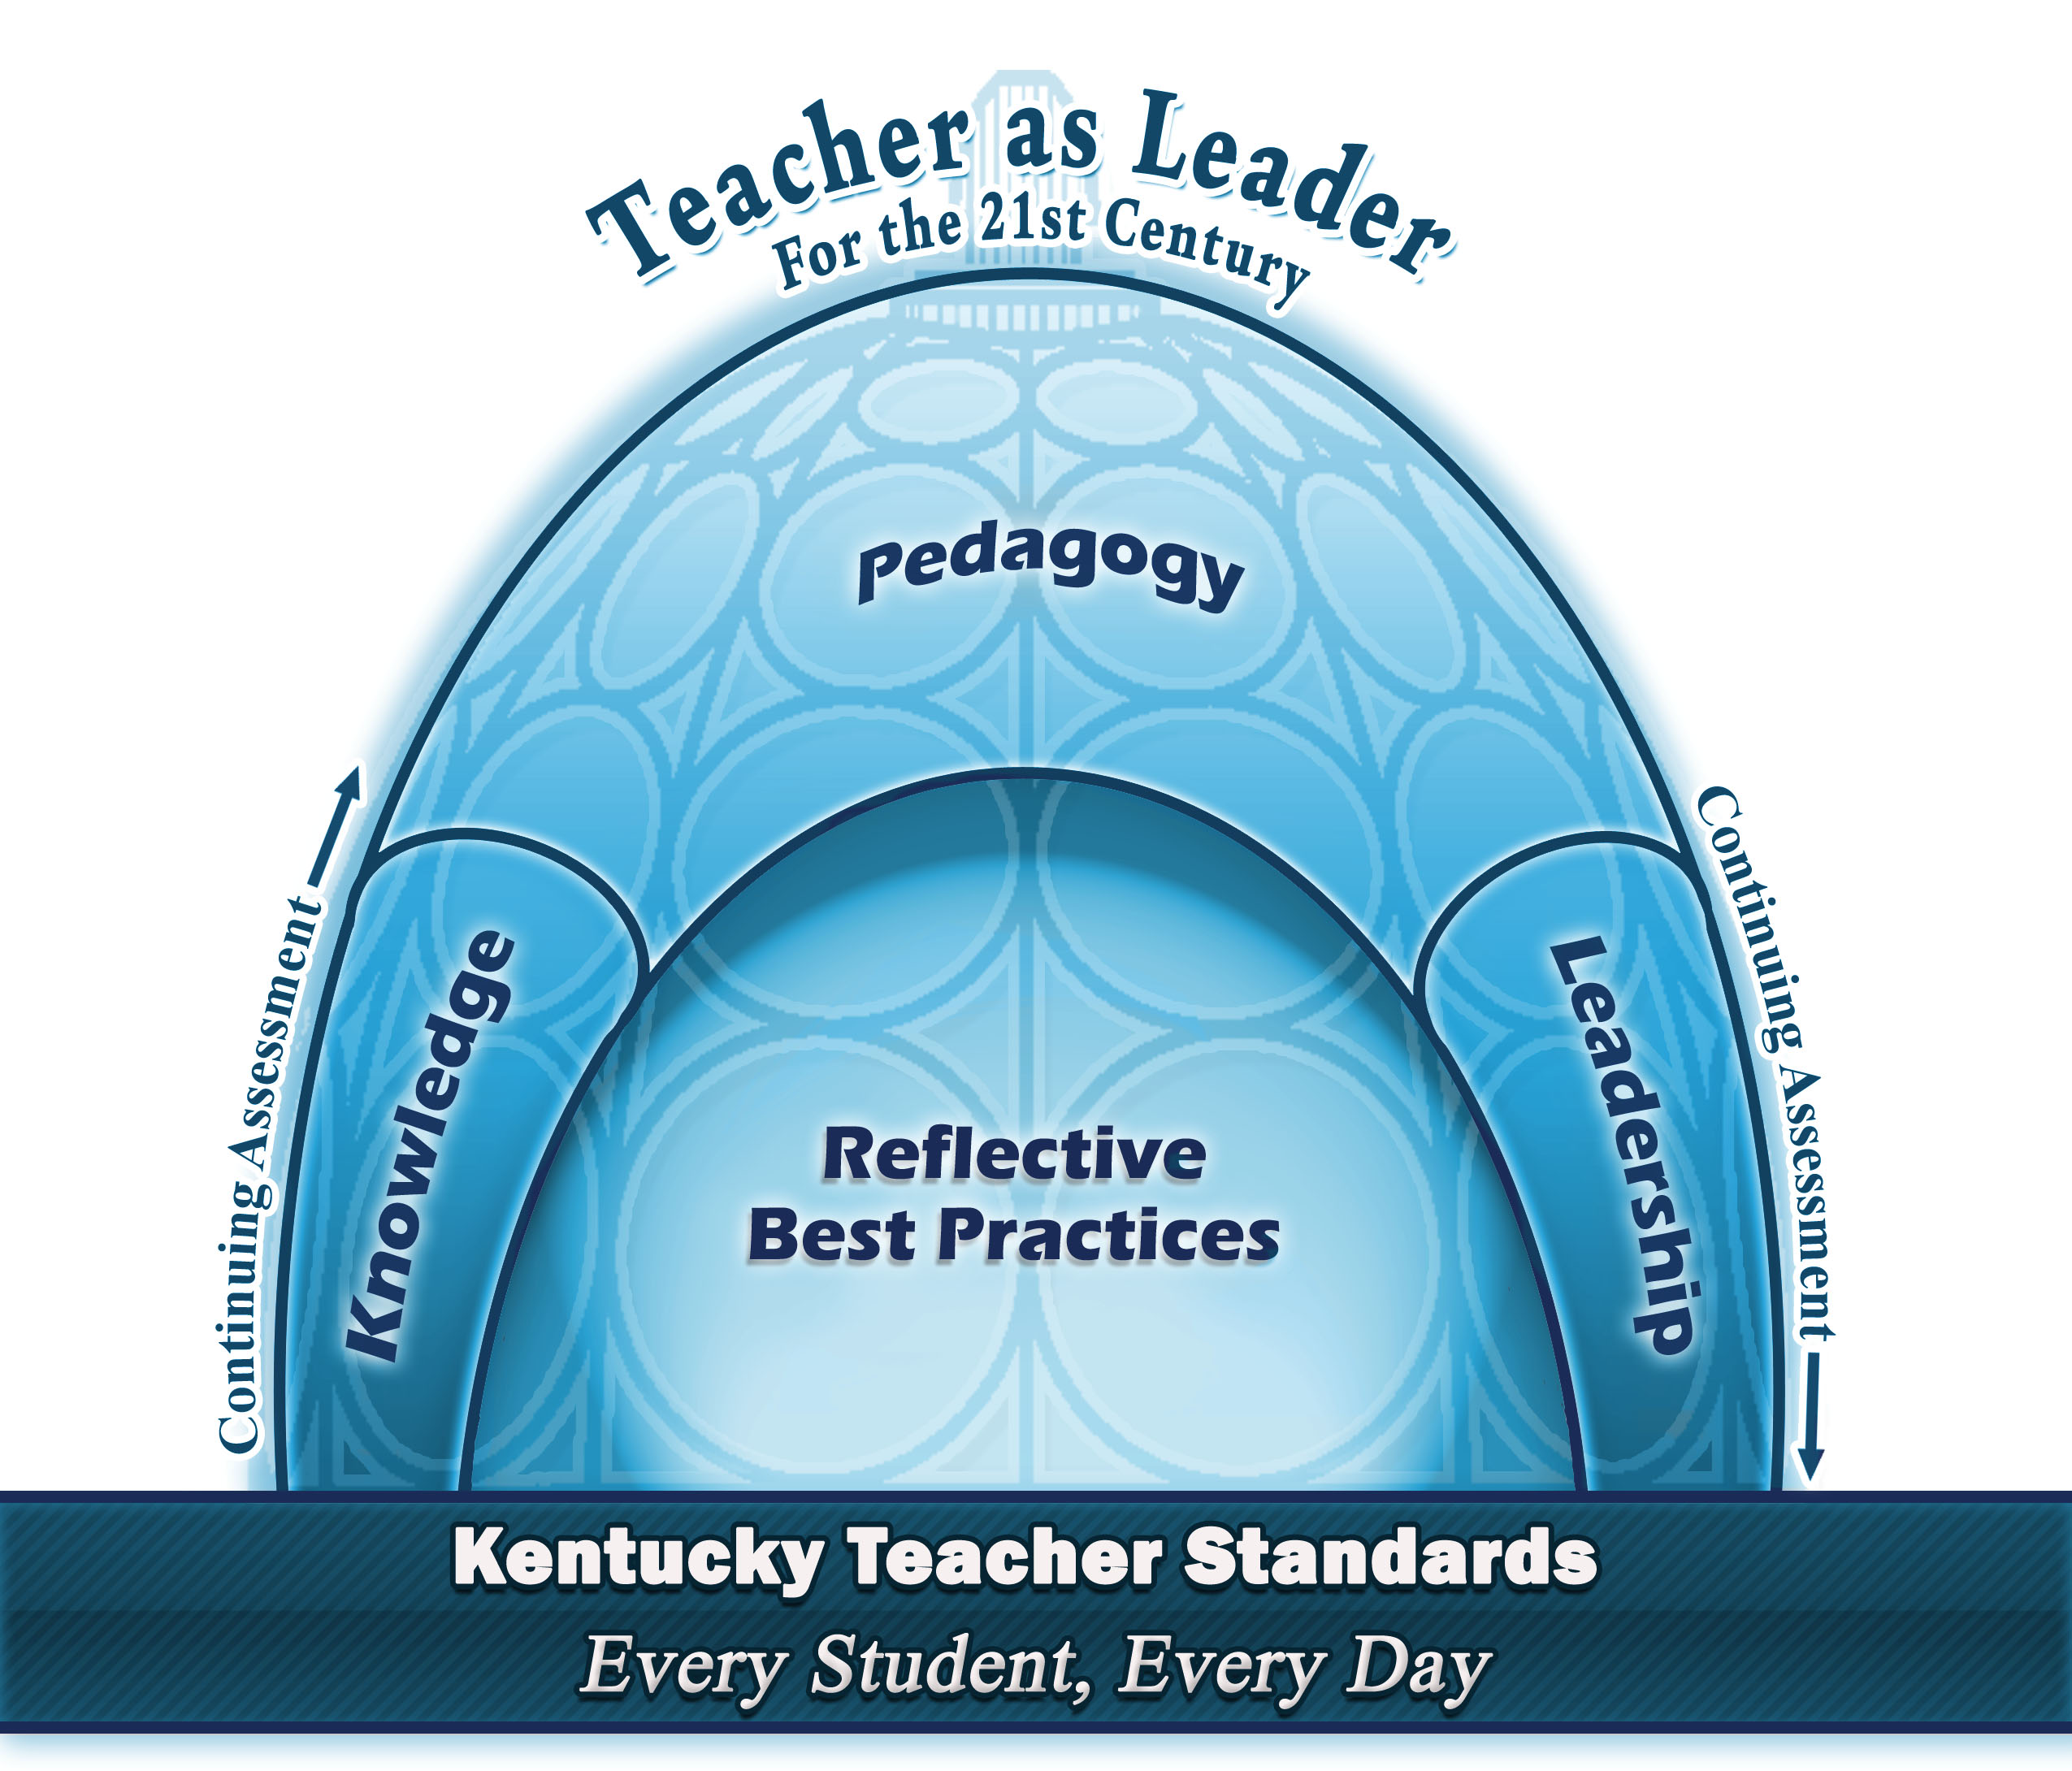 Teacher as Leader
For the 21st Century
Pedagogy
Continuing Assessment
Knowledge
Reflective
Best Practices
Leadership
Continuing Assessment
Kentucky Teacher Standards
Every Student, Every Day